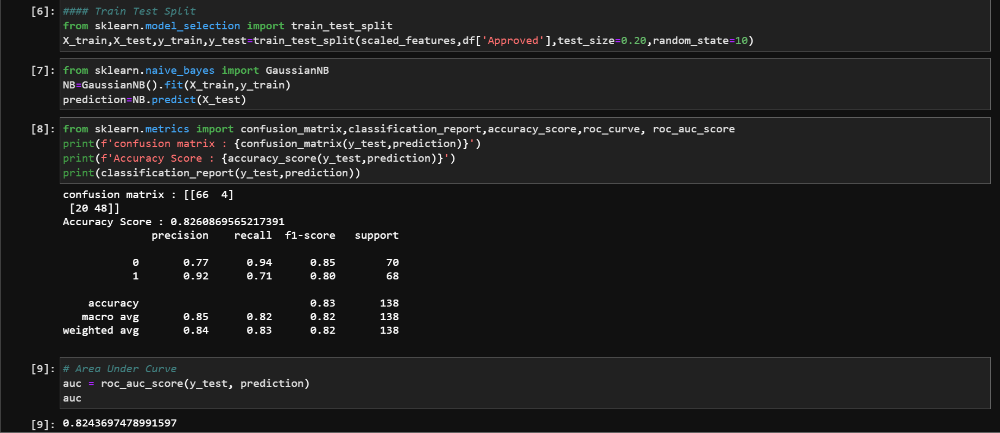 [6]: #### Train Test Split
from sklearn.model_selection import train_test_split
X_train,X_test,y_train,y_test=train_test_split(scaled_features,df['Approved'],test_size=0.20,random_state=10)
[7]: from sklearn.naive_bayes import GaussianNB
NB=GaussianNB().fit(X_train,y_train)
prediction=NB.predict(X_test)
[8]: from sklearn.metrics import confusion_matrix,classification_report,accuracy_score,roc_curve, roc_auc_score
print(f'confusion matrix : {confusion_matrix(y_test,prediction)}')
print(f'Accuracy Score : {accuracy_score(y_test,prediction)}')
print(classification_report(y_test,prediction))
confusion matrix : [[66  4]
 [20 48]]
Accuracy Score : 0.8260869565217391
              precision    recall  f1-score   support
           0       0.77      0.94      0.85        70
           1       0.92      0.71      0.80        68
    accuracy                           0.83       138
   macro avg       0.85      0.82      0.82       138
weighted avg       0.84      0.83      0.82       138
[9]: # Area Under Curve
auc = roc_auc_score(y_test, prediction)
auc
[9]: 0.8243697478991597